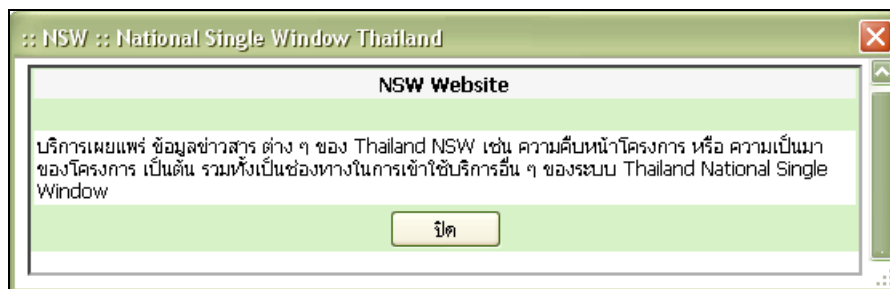 :: NSW :: National Single Window Thailand
NSW Website
บริการเผยแพร่ ข้อมูลข่าวสาร ต่าง ๆ ของ Thailand NSW เช่น ความคืบหน้าโครงการ หรือ ความเป็นมา
ของโครงการ เป็นต้น รวมทั้งเป็นช่องทางในการเข้าใช้บริการอื่น ๆ ของระบบ Thailand National Single
Window
ปิด